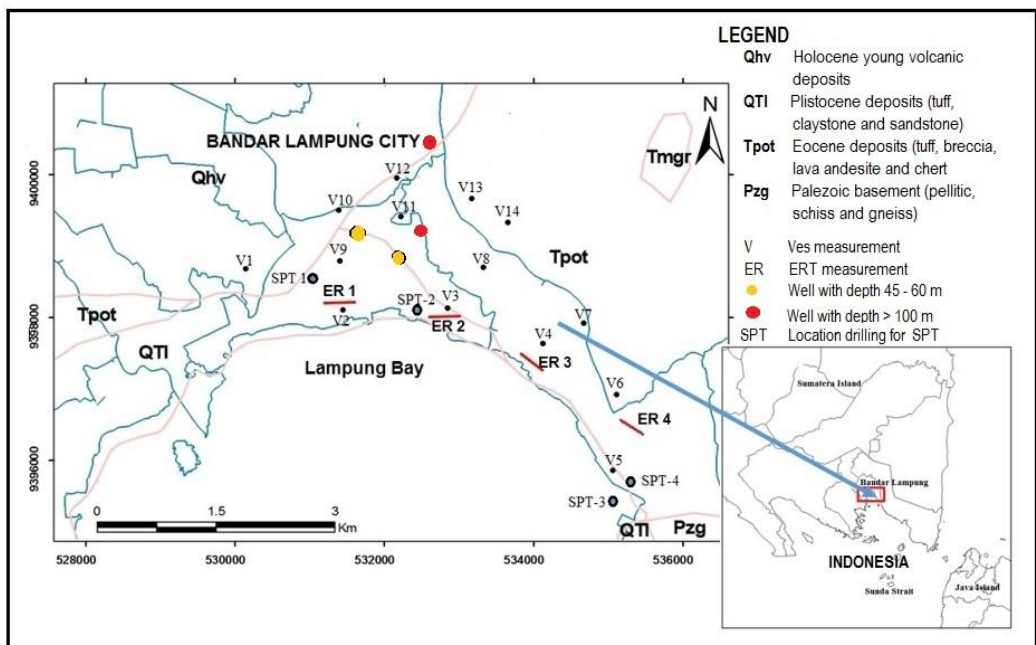 LEGEND
Qhv Holocene young volcanic
deposits
QTl Plistocene deposits (tuff,
claystone and sandstone)
Tpot Eocene deposits (tuff, breccia,
lava andesite and chert
Pzg Palezoic basement (pellitic,
schiss and gneiss)
V Ves measurement
ER ERT measurement
Well with depth 45 - 60 m
Well with depth > 100 m
SPT Location drilling for SPT
N
BANDAR LAMPUNG CITY
Tmgr
9400000
Qhv
V12
V13
V10
V11
V14
V9
V8
V1
SPT 1
Tpot
ER 1
SPT-2
V3
9398000
Tpot
V2
ER 2
V7
V4
QTl
Lampung Bay
ER 3
V6
ER 4
9396000
V5
SPT-4
SPT-3
0 1.5 3
Km
QTl
Pzg
528000 530000 532000 534000 536000
Sumatera Island
Bandar Lampung
INDONESIA
Sunda Strait
Java Island